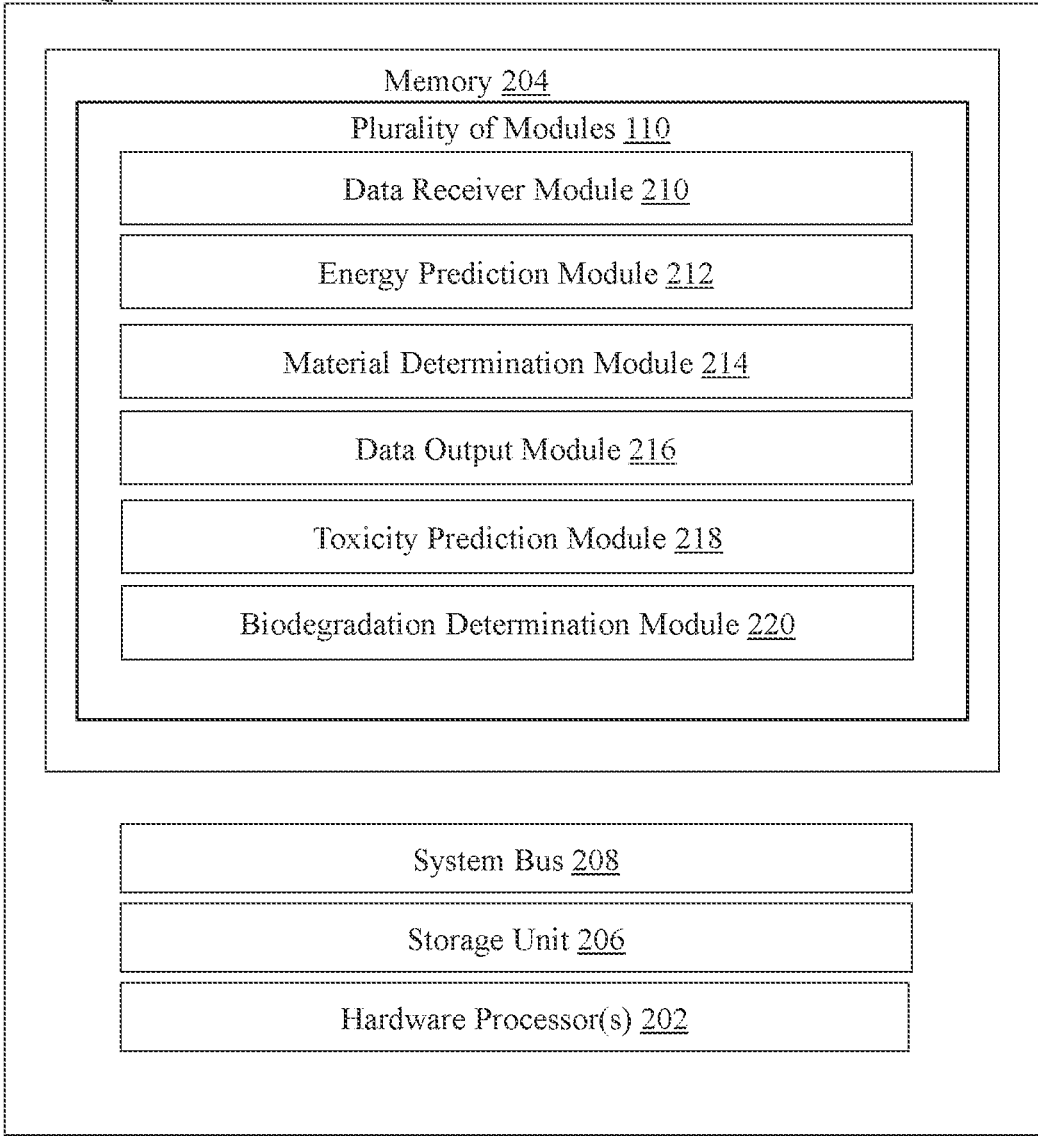 Memory 204
Plurality of Modules 110
Data Receiver Module 210
Energy Prediction Module 212
Material Determination Module 214
Data Output Module 216
Toxicity Prediction Module 218
Biodegradation Determination Module 220
System Bus 208
Storage Unit 206
Hardware Processor(s) 202